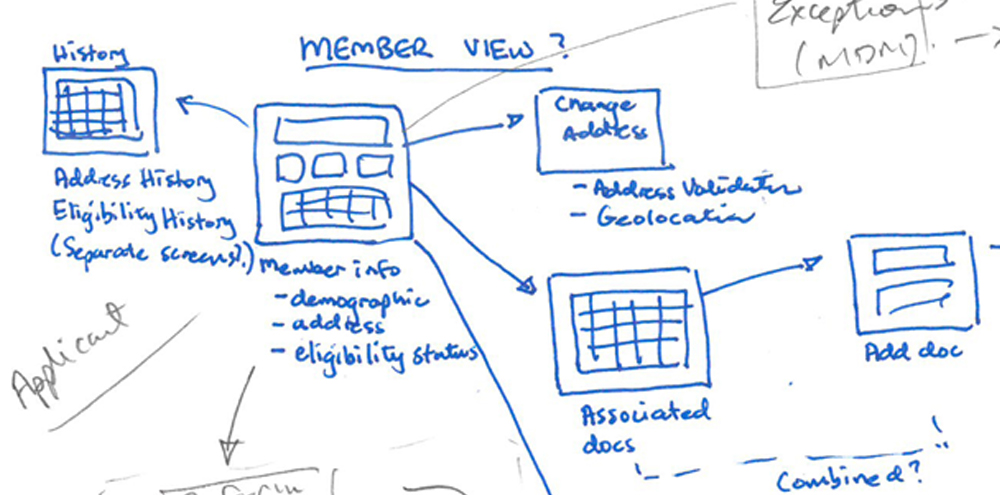 Exception
(MDM).
MEMBER VIEW?
History
Change
Address
Address History
Eligibility History
(Separate screens?)
- Address Validation
- Geolocation
Member info
- demographic
- address
- eligibility status
Applicant
Add doc
Associated
docs
Combined?